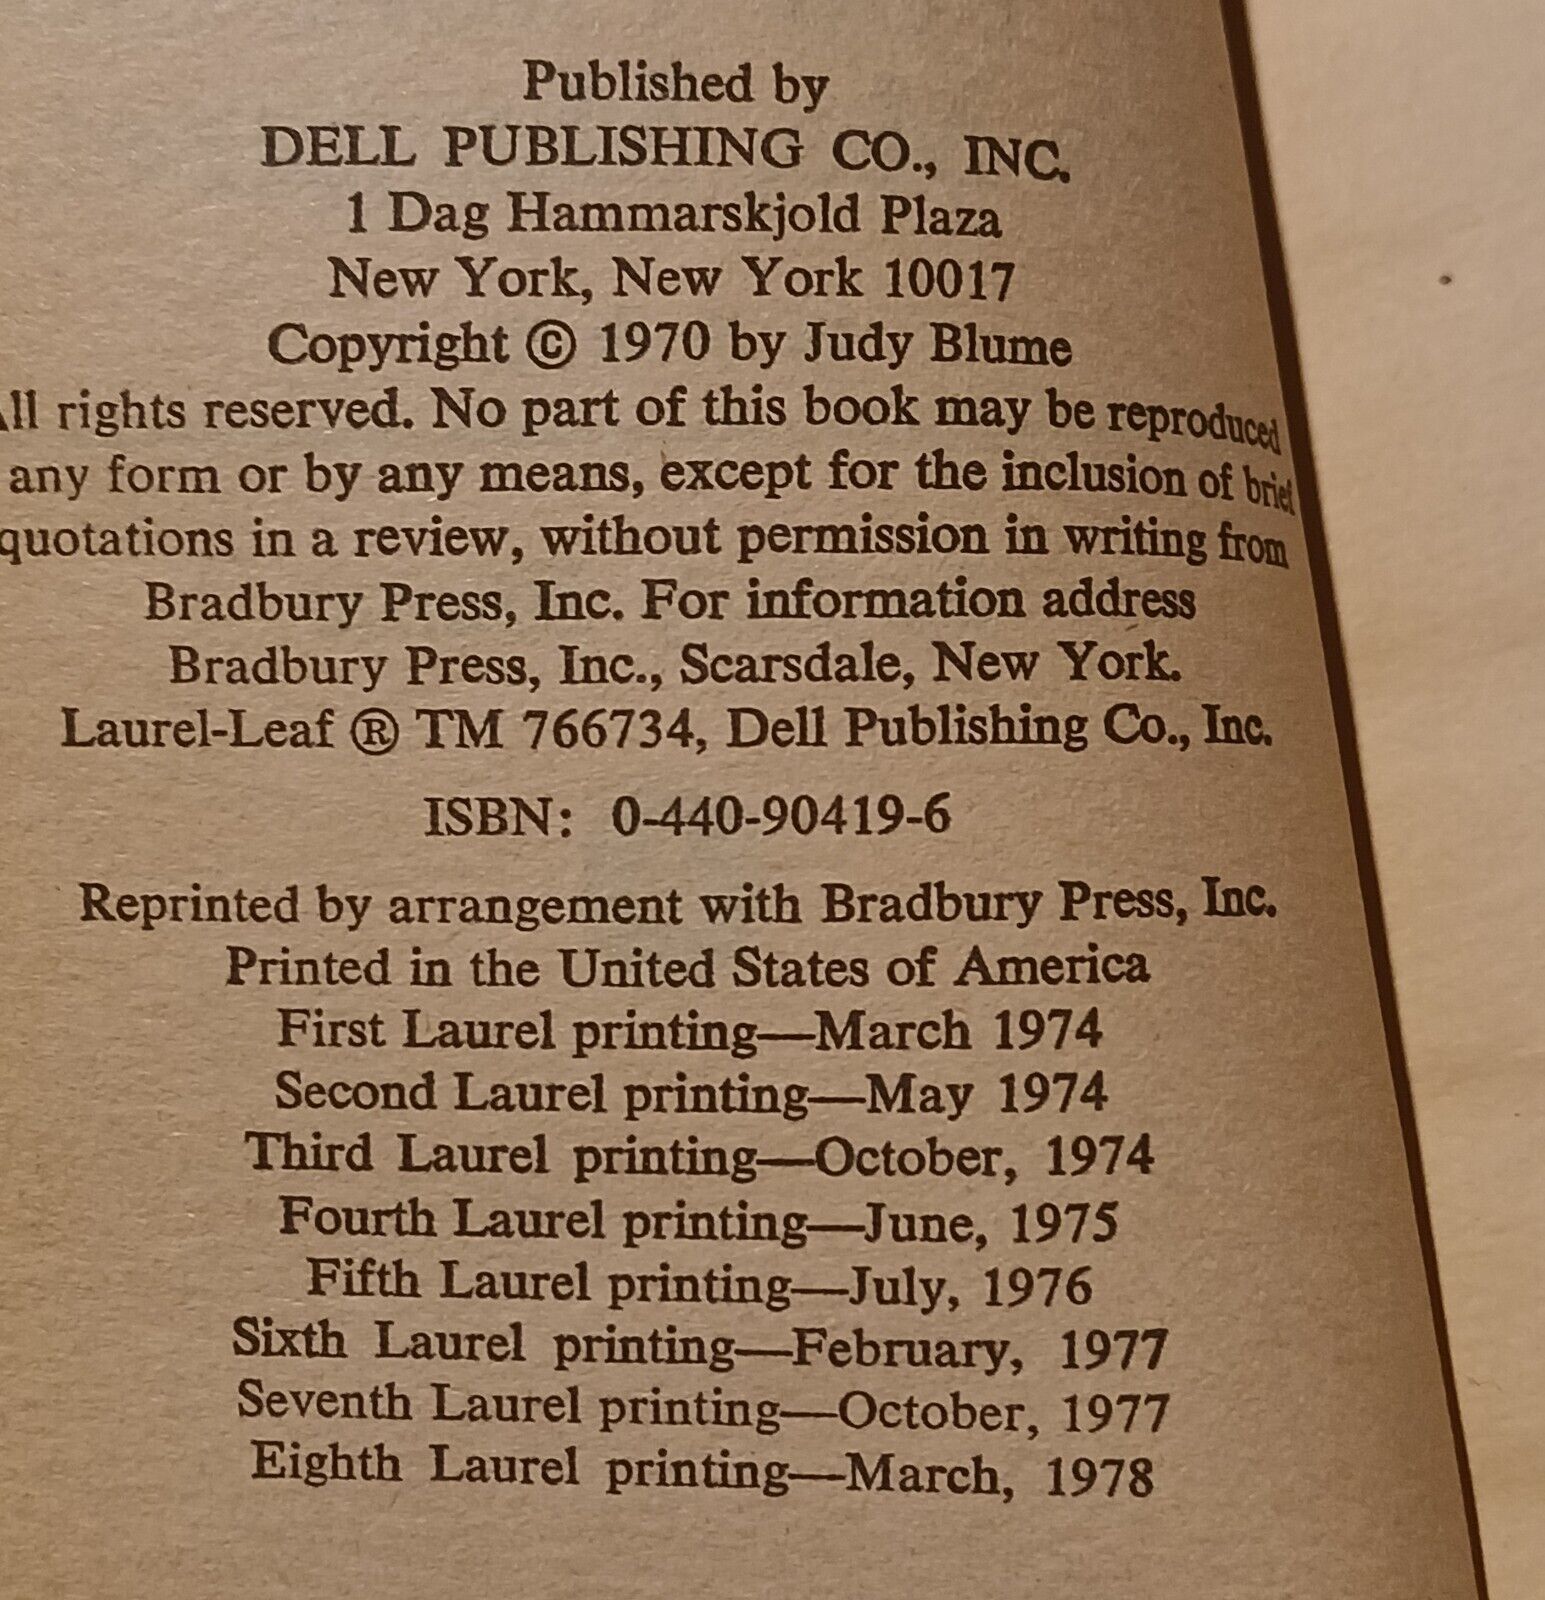 Published by
DELL PUBLISHING CO., INC.
1 Dag Hammarskjold Plaza
New York, New York 10017
Copyright © 1970 by Judy Blume
All rights reserved. No part of this book may be reproduced
any form or by any means, except for the inclusion of brief
quotations in a review, without permission in writing from
Bradbury Press, Inc. For information address
Bradbury Press, Inc., Scarsdale, New York.
Laurel-Leaf ® TM 766734, Dell Publishing Co., Inc.
ISBN: 0-440-90419-6
Reprinted by arrangement with Bradbury Press, Inc.
Printed in the United States of America
First Laurel printing—March 1974
Second Laurel printing—May 1974
Third Laurel printing—October, 1974
Fourth Laurel printing—June, 1975
Fifth Laurel printing—July, 1976
Sixth Laurel printing—February, 1977
Seventh Laurel printing—October, 1977
Eighth Laurel printing—March, 1978